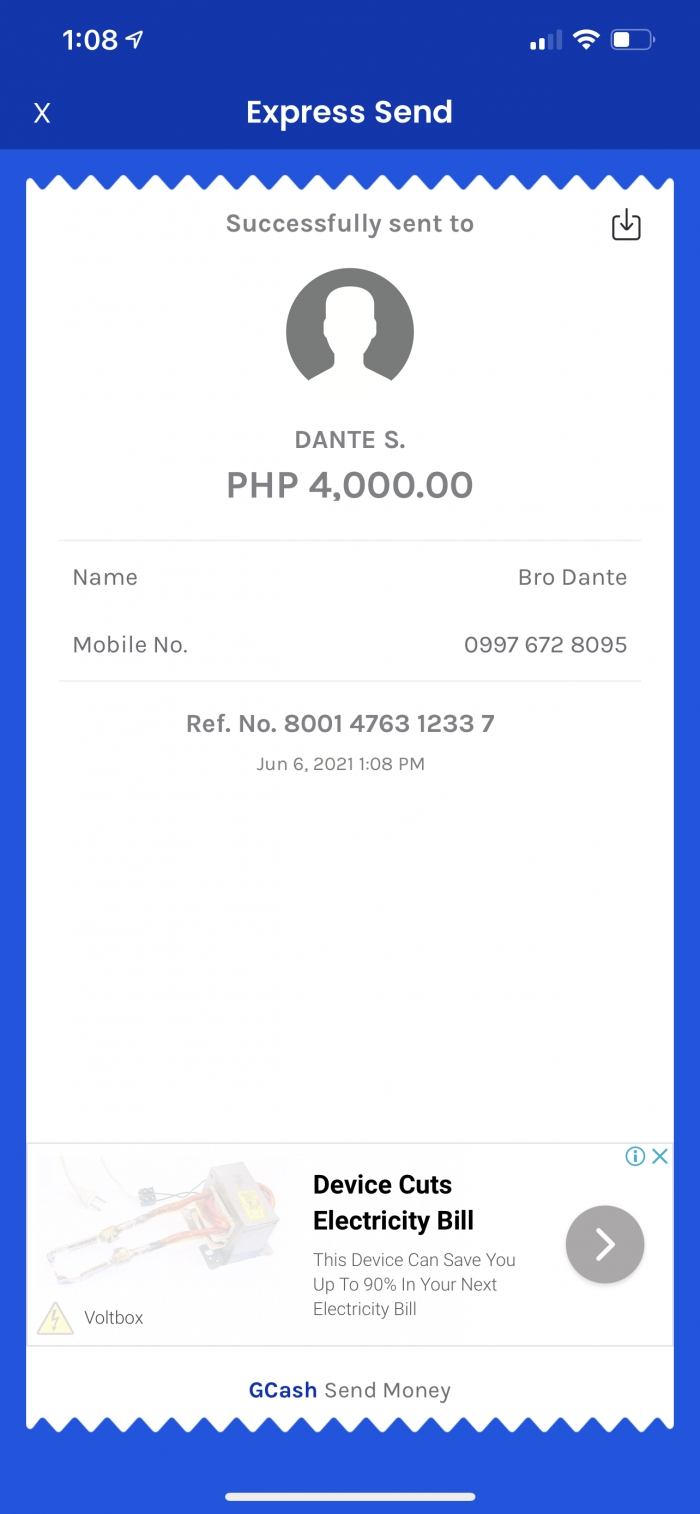 1:08
X
Express Send
Successfully sent to
DANTE S.
PHP 4,000.00
Name Bro Dante
Mobile No. 0997 672 8095
Ref. No. 8001 4763 1233 7
Jun 6, 2021 1:08 PM
Device Cuts
Electricity Bill
This Device Can Save You
Up To 90% In Your Next
Electricity Bill
Voltbox
GCash Send Money